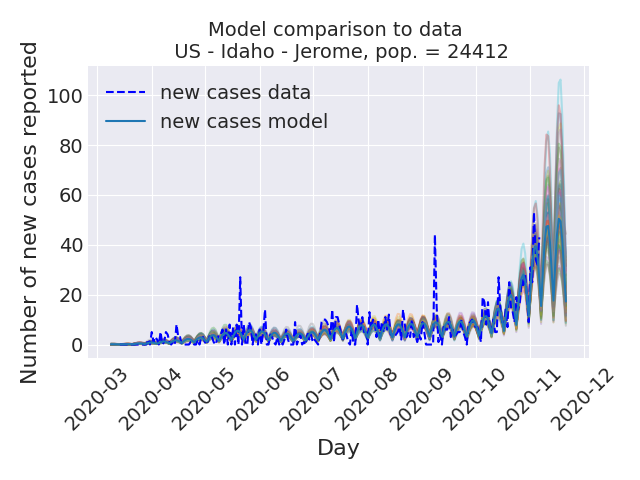 Model comparison to data
US - Idaho - Jerome, pop. = 24412
Number of new cases reported
100
80
60
40
20
0
new cases data
new cases model
2020-03
2020-04
2020-05
2020-06
2020-07
2020-08
2020-09
2020-10
2020-11
2020-12
Day